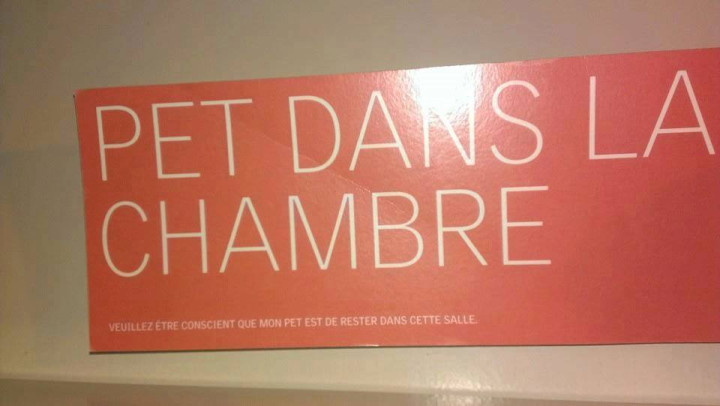 PET DANS LA
CHAMBRE
VEUILLEZ ÊTRE CONSCIENT QUE MON PET EST DE RESTER DANS CETTE SALLE.